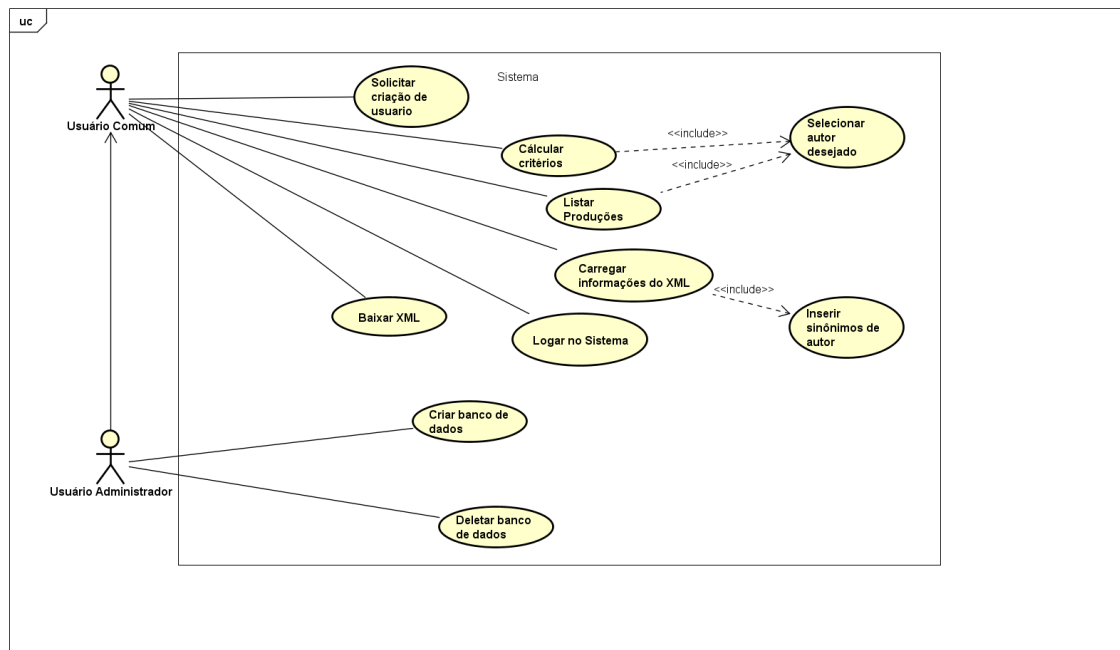 uc
Sistema
Usuário Comum
Solicitar
criação de
usuario
Cálcular
critérios
<<include>>
Selecionar
autor
desejado
<<include>>
Listar
Produções
Carregar
informações do XML
<<include>>
Inserir
sinônimos de
autor
Baixar XML
Logar no Sistema
Criar banco de
dados
Usuário Administrador
Deletar banco
de dados